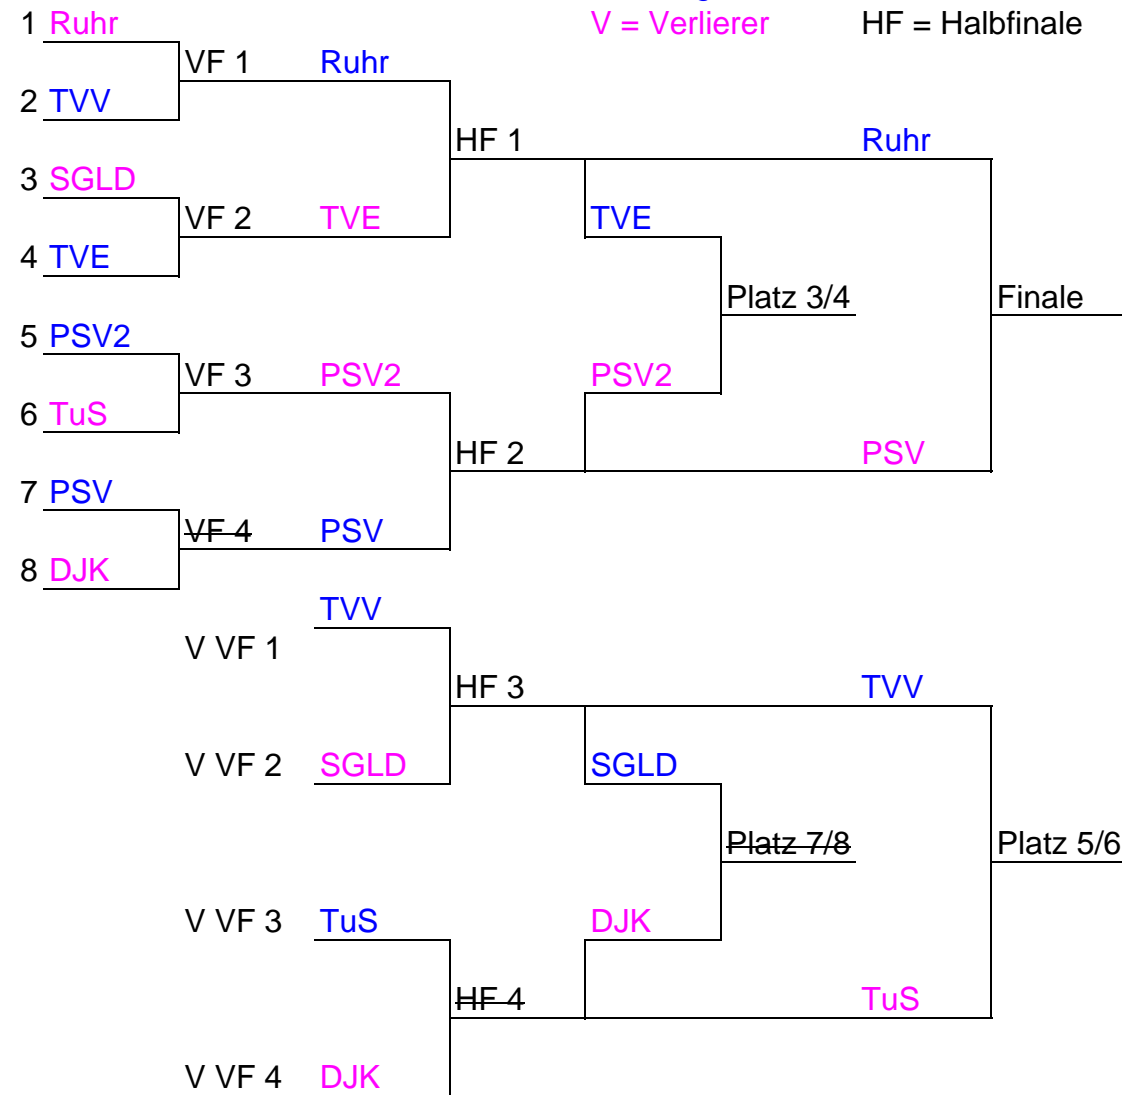 1 Ruhr V = Verlierer HF = Halbfinale
VF 1 Ruhr
2 TVV
HF 1 Ruhr
3 SGLD
VF 2 TVE TVE
4 TVE
Platz 3/4 Finale
5 PSV2
VF 3 PSV2 PSV2
6 TuS
HF 2 PSV
7 PSV
VF 4 PSV
8 DJK
TVV
V VF 1
HF 3 TVV
V VF 2 SGLD SGLD
Platz 7/8 Platz 5/6
V VF 3 TuS DJK
HF 4 TuS
V VF 4 DJK